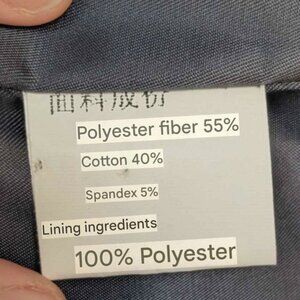 面料成份
Polyester fiber 55%
Cotton 40%
Spandex 5%
Lining ingredients
100% Polyester